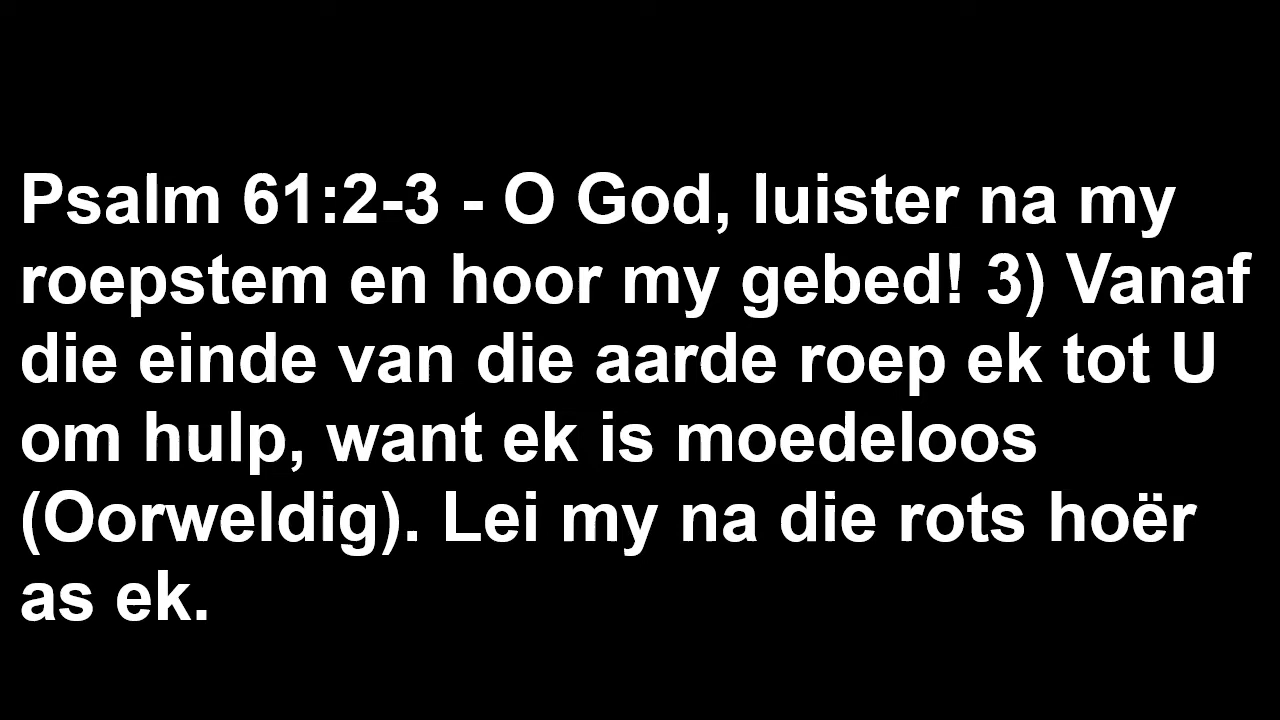 Psalm 61:2-3 - O God, luister na my
roepstem en hoor my gebed! 3) Vanaf
die einde van die aarde roep ek tot U
om hulp, want ek is moedeloos
(Oorweldig). Lei my na die rots hoër
as ek.